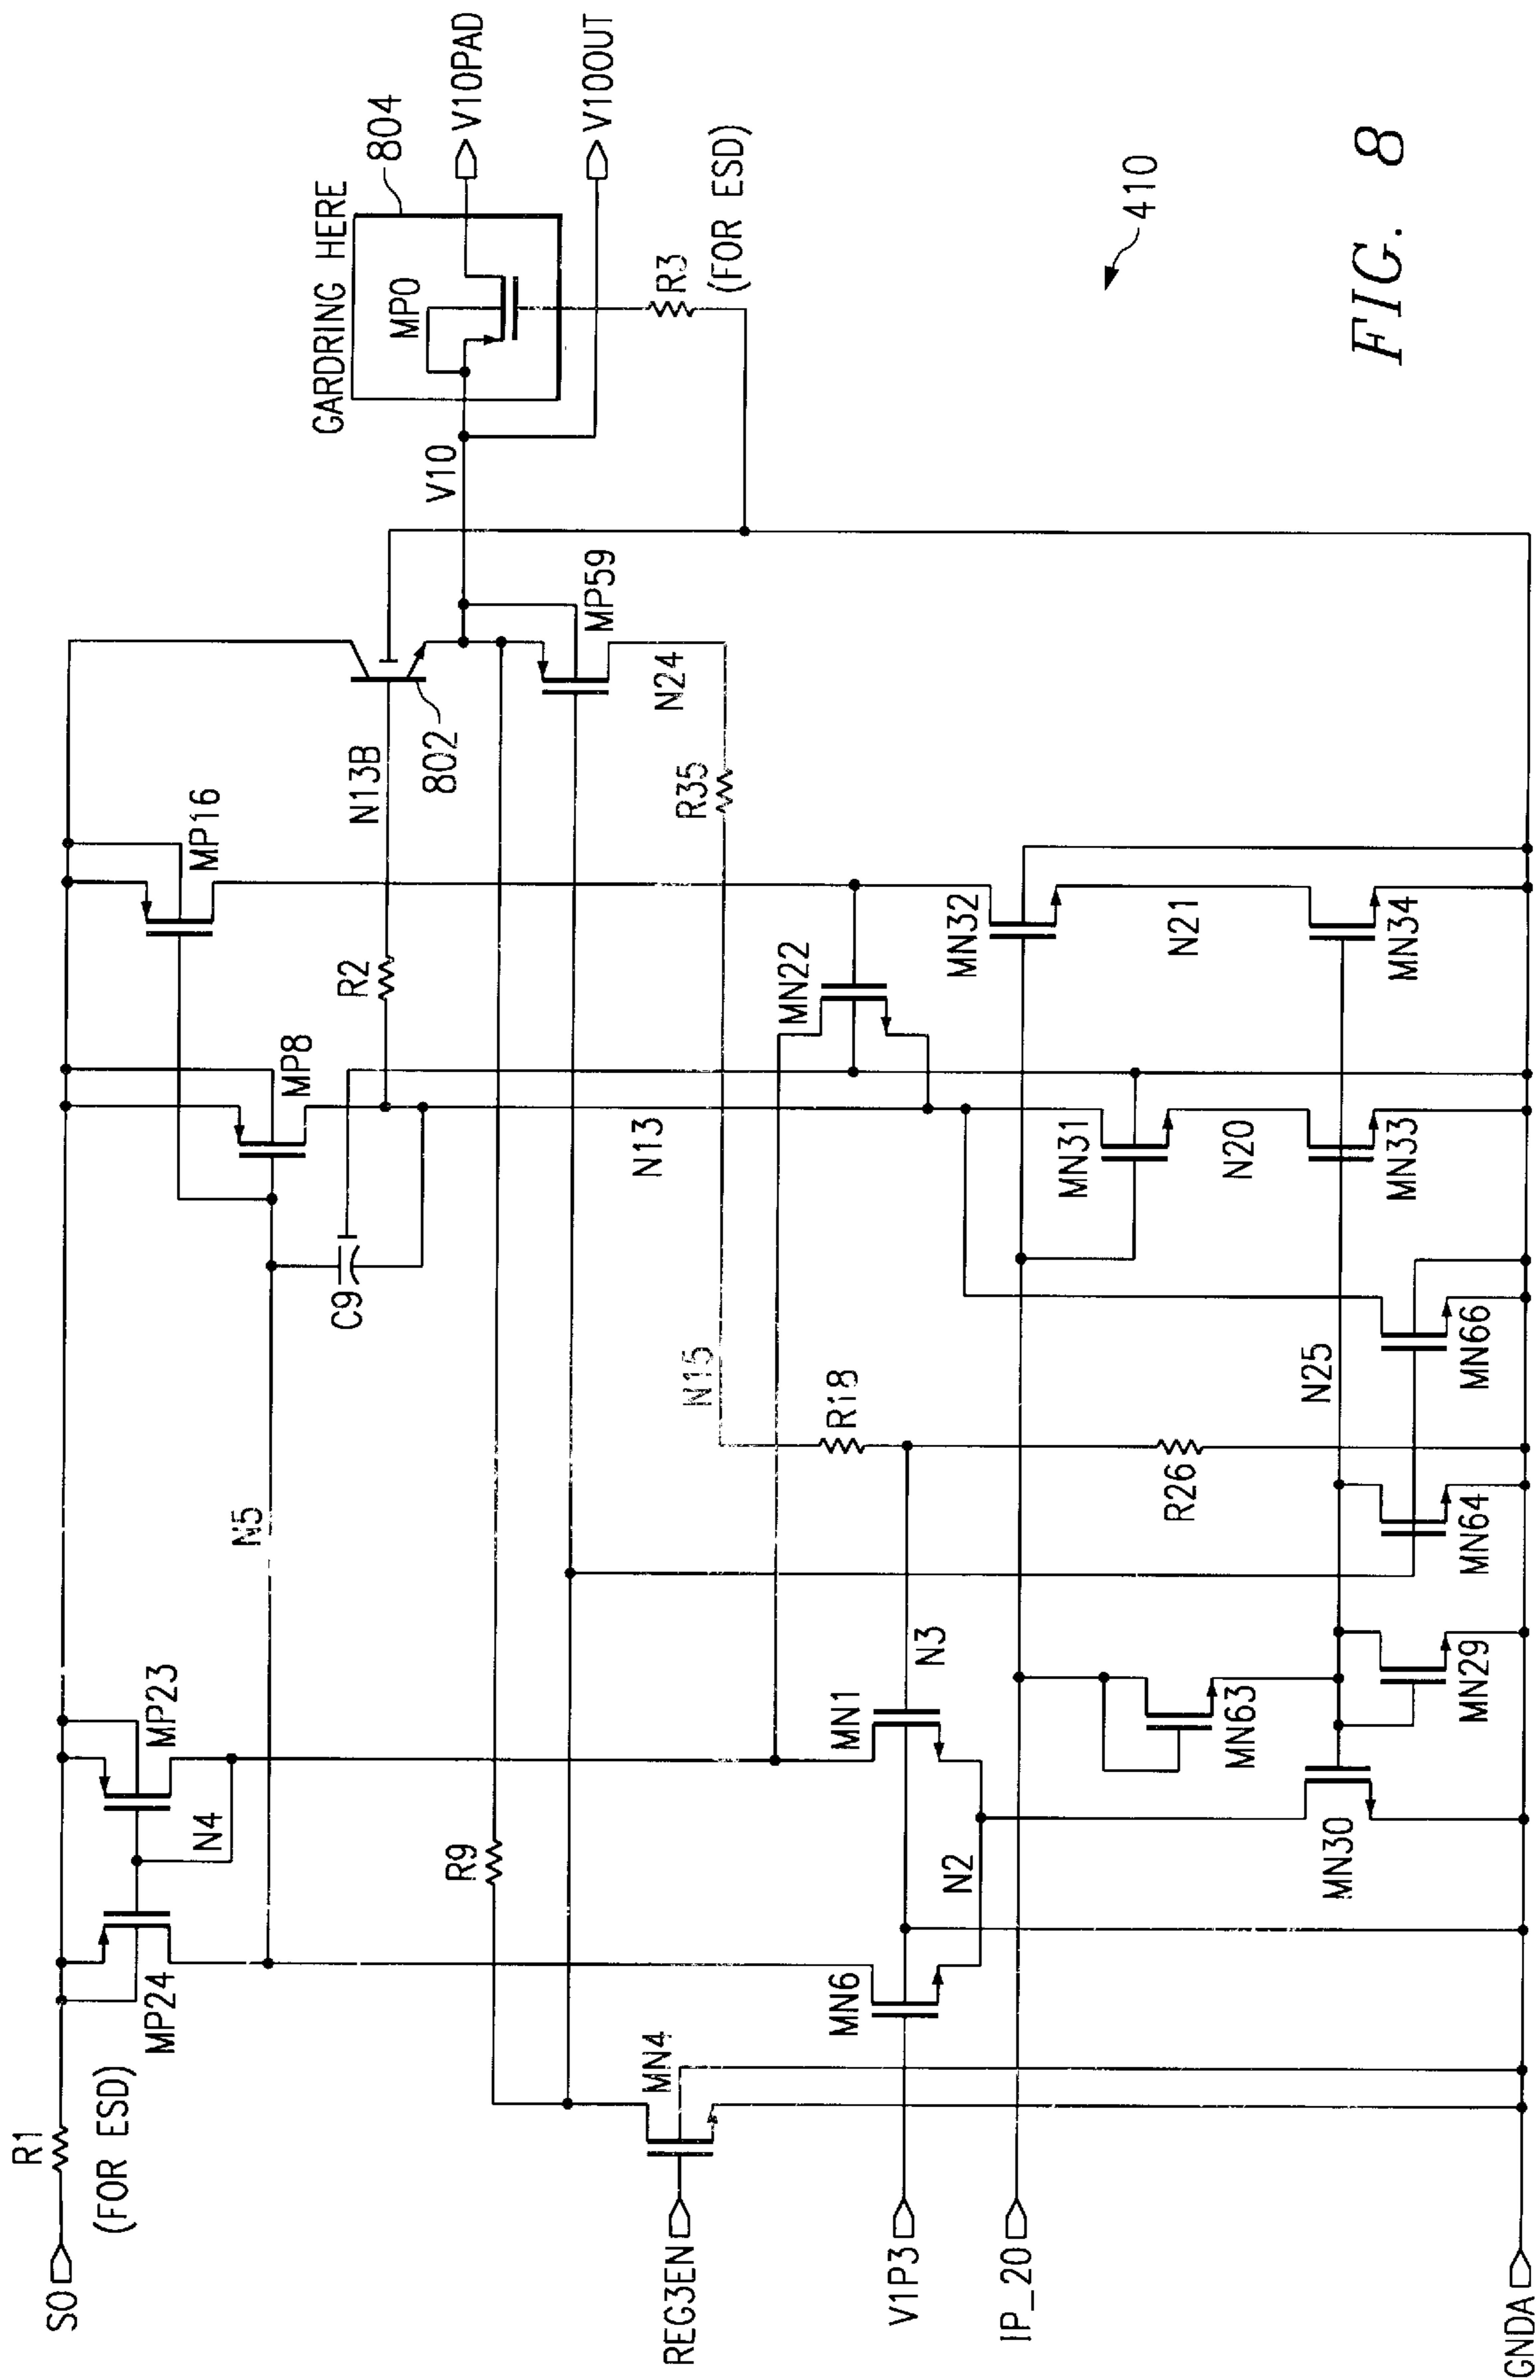 R1
SO
(FOR ESD)
MP24
N4
MP23
N5
C9
MP8
R2
MP16
N13B
802
GARDRING HERE
804
MP0
V10
V10PAD
V10OUT
R9
N13
MP59
N24
R35
R3
(FOR ESD)
N15
MN4
REG3EN
MN6
MN1
R18
MN22
V1P3
N2
N3
MN32
IP_20
MN31
410
MN63
R26
N20
N21
MN30
N25
MN29
MN64
MN66
MN33
MN34
GNDA
FIG. 8